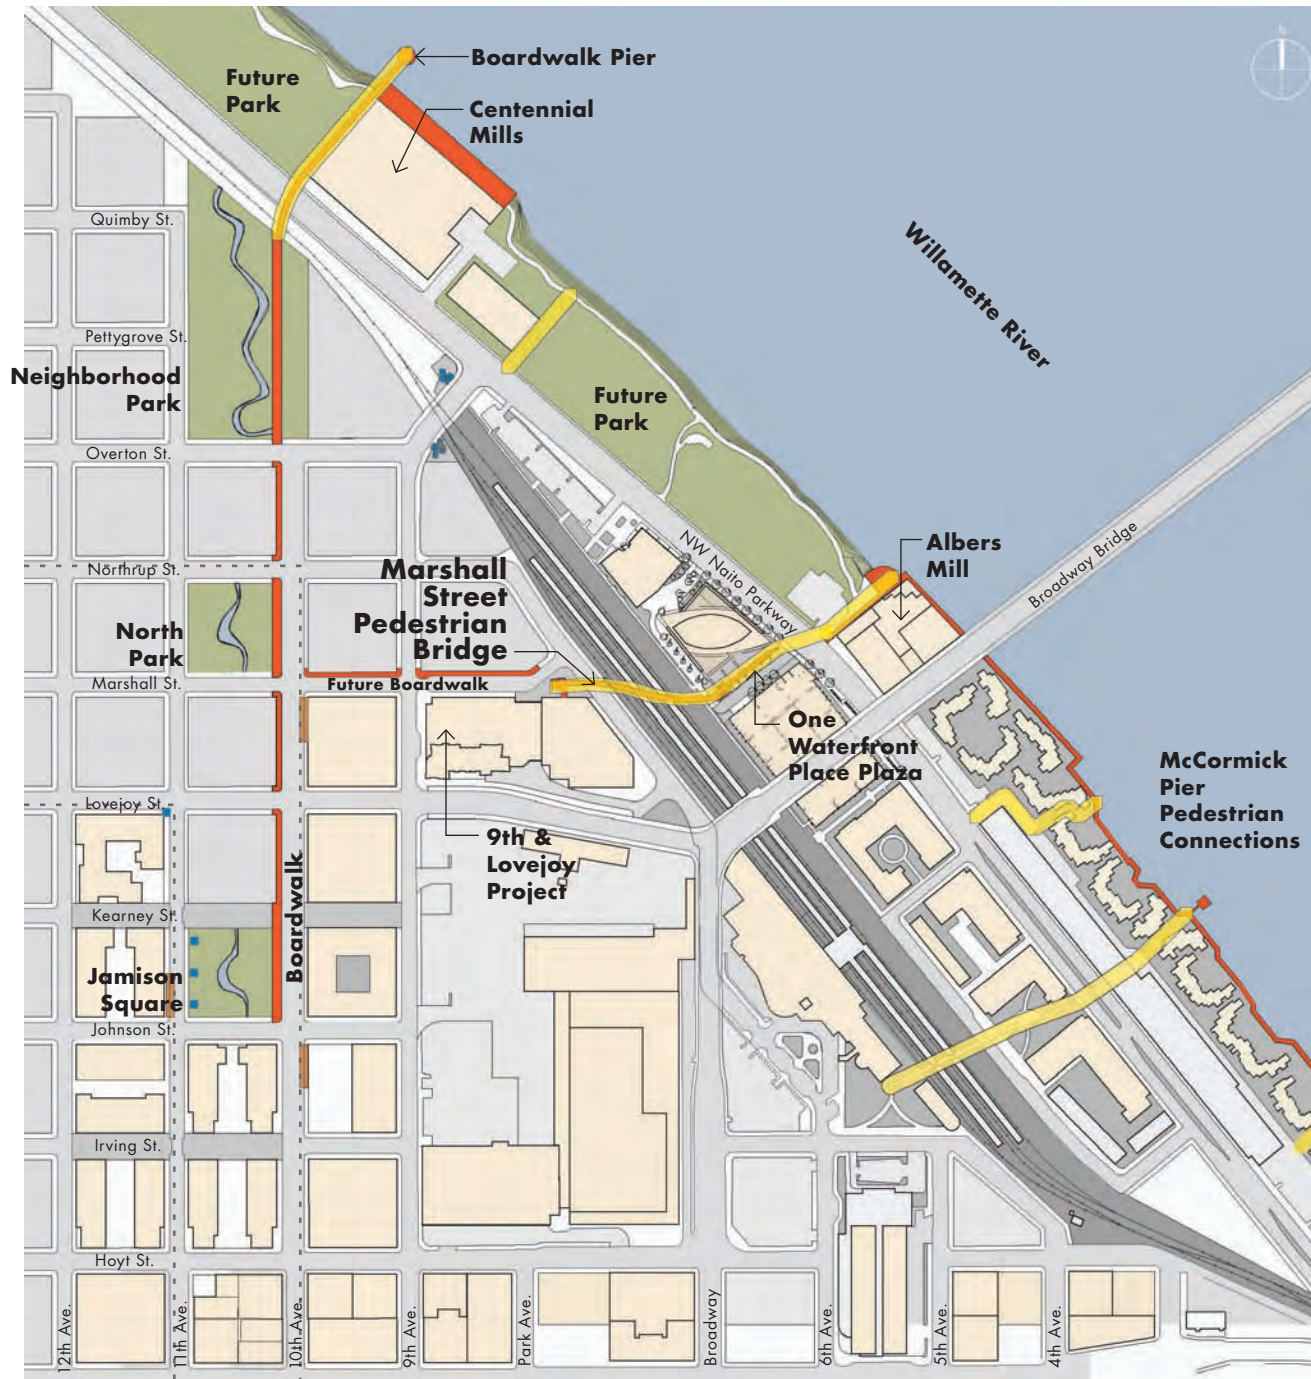 N
Boardwalk Pier
Future
Park
Centennial
Mills
Quimby St.
Willamette River
Pettygrove St.
Neighborhood
Park
Future
Park
Overton St.
NW Naito Parkway
Albers
Mill
Broadway Bridge
Northrup St.
Marshall
Street
Pedestrian
Bridge
North
Park
Marshall St.
Future Boardwalk
One
Waterfront
Place Plaza
McCormick
Pier
Pedestrian
Connections
Lovejoy St.
9th &
Lovejoy
Project
Boardwalk
Kearney St.
Jamison
Square
Johnson St.
Irving St.
Hoyt St.
12th Ave.
11th Ave.
10th Ave.
9th Ave.
Park Ave.
Broadway
6th Ave.
5th Ave.
4th Ave.